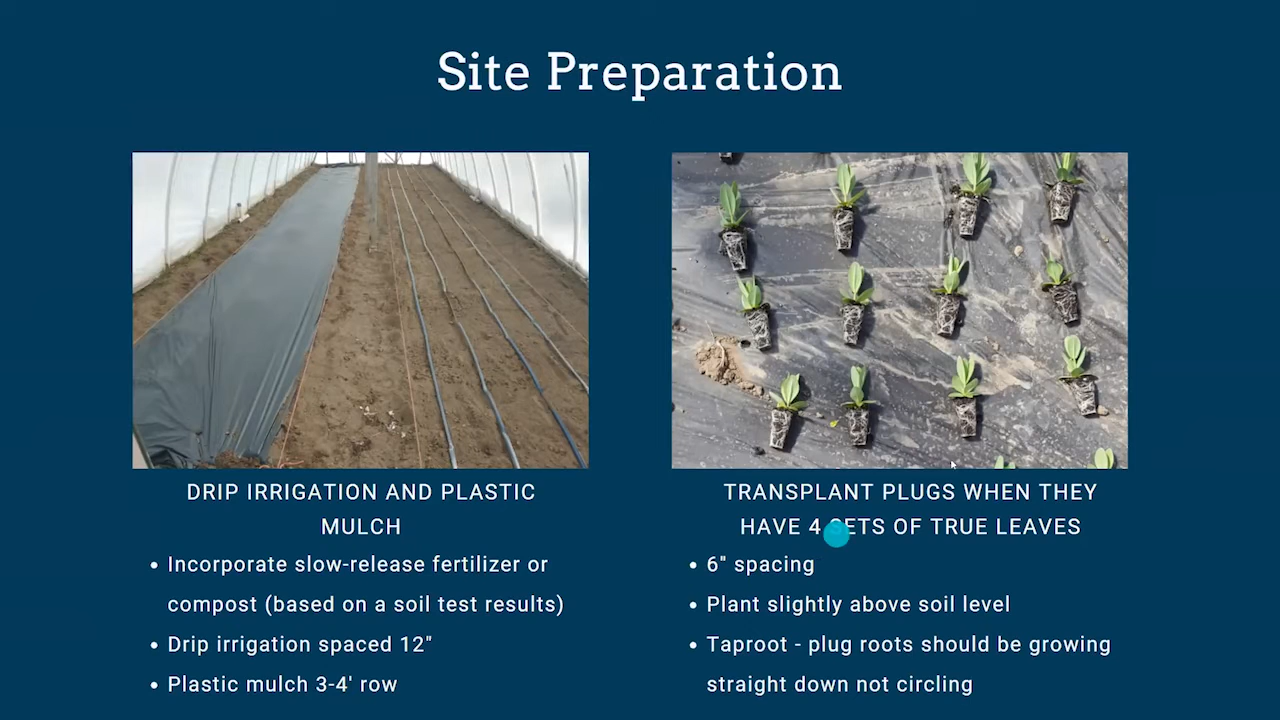 Site Preparation
DRIP IRRIGATION AND PLASTIC
MULCH
• Incorporate slow-release fertilizer or
compost (based on a soil test results)
• Drip irrigation spaced 12"
• Plastic mulch 3-4' row
TRANSPLANT PLUGS WHEN THEY
HAVE 4 SETS OF TRUE LEAVES
• 6" spacing
• Plant slightly above soil level
• Taproot - plug roots should be growing
straight down not circling